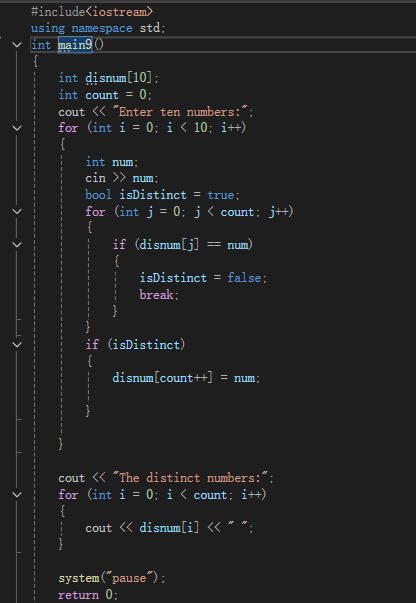 #include<iostream>
using namespace std;
int main9()
{
int disnum[10];
int count = 0;
cout << "Enter ten numbers:";
for (int i = 0; i < 10; i++)
{
int num;
cin >> num;
bool isDistinct = true;
for (int j = 0; j < count; j++)
{
if (disnum[j] == num)
{
isDistinct = false;
break;
}
}
if (isDistinct)
{
disnum[count++] = num;
}
}
cout << "The distinct numbers:";
for (int i = 0; i < count; i++)
{
cout << disnum[i] << " ";
}
system("pause");
return 0;